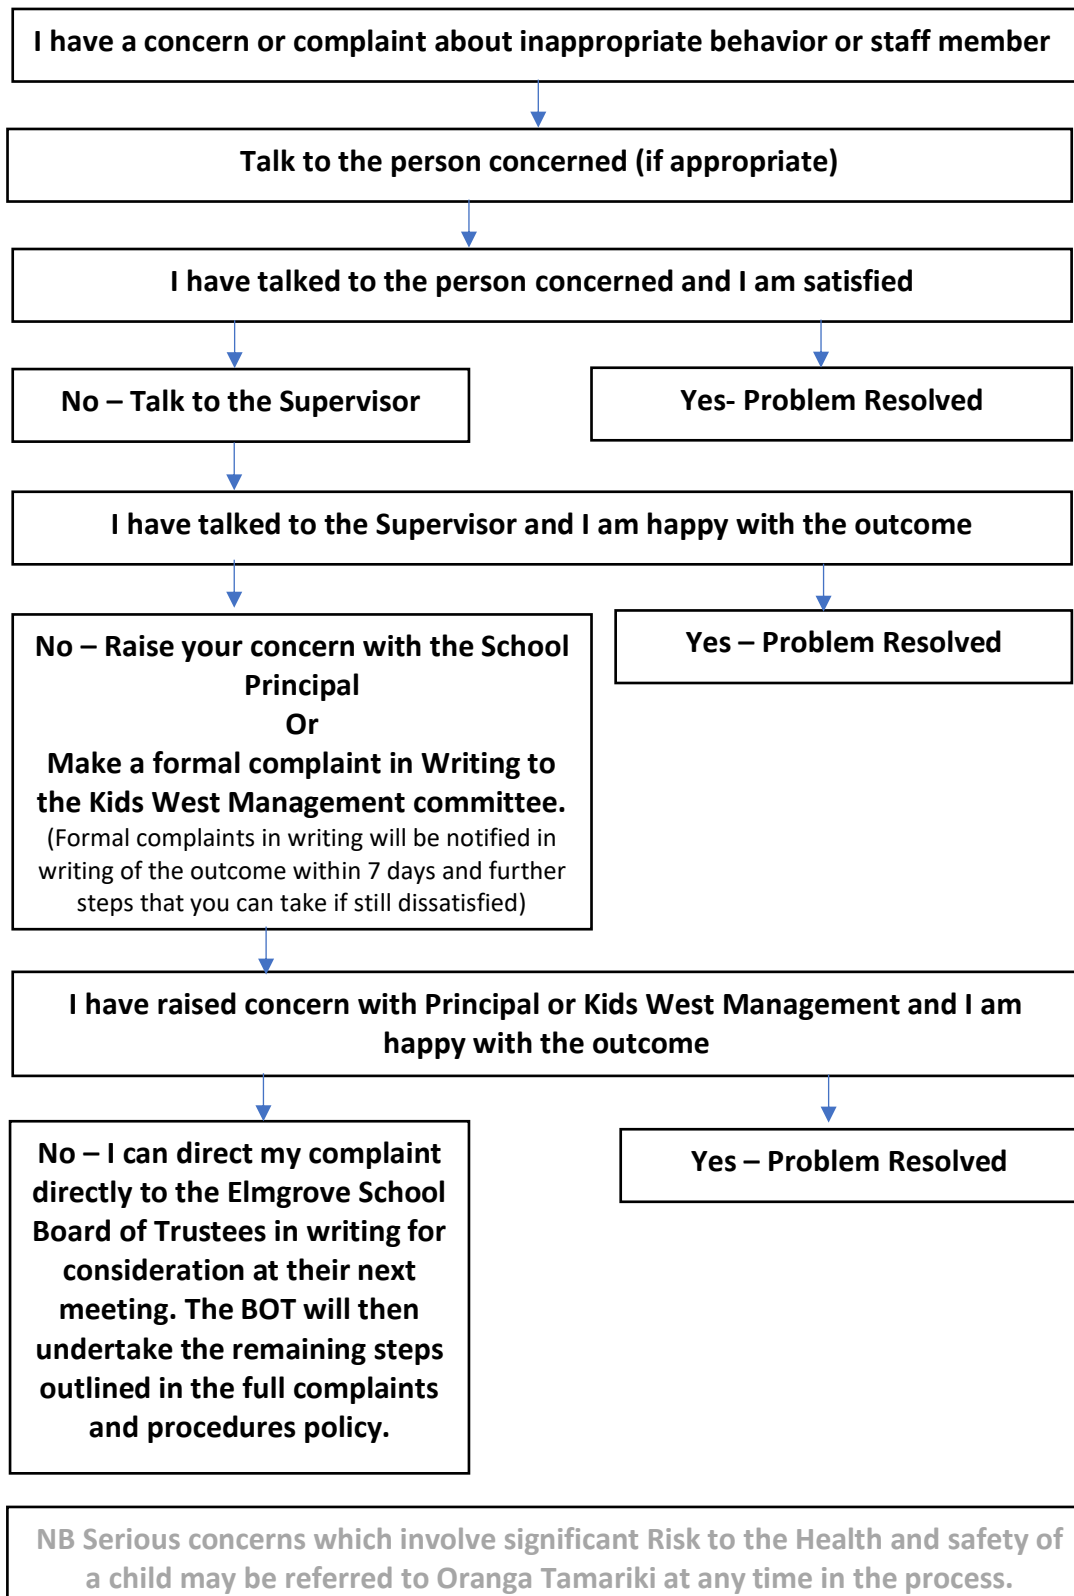 I have a concern or complaint about inappropriate behavior or staff member
Talk to the person concerned (if appropriate)
I have talked to the person concerned and I am satisfied
No – Talk to the Supervisor
Yes- Problem Resolved
I have talked to the Supervisor and I am happy with the outcome
No – Raise your concern with the School
Principal
Or
Make a formal complaint in Writing to
the Kids West Management committee.
(Formal complaints in writing will be notified in
writing of the outcome within 7 days and further
steps that you can take if still dissatisfied)
Yes – Problem Resolved
I have raised concern with Principal or Kids West Management and I am
happy with the outcome
No – I can direct my complaint
directly to the Elmgrove School
Board of Trustees in writing for
consideration at their next
meeting. The BOT will then
undertake the remaining steps
outlined in the full complaints
and procedures policy.
Yes – Problem Resolved
NB Serious concerns which involve significant Risk to the Health and safety of
a child may be referred to Oranga Tamariki at any time in the process.